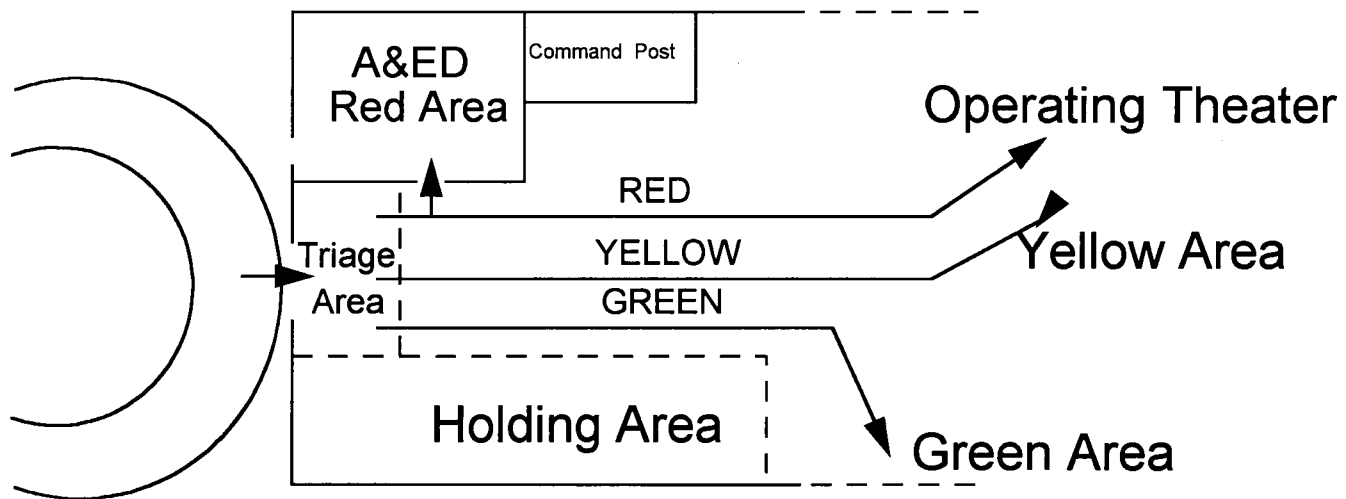 A&ED
Red Area
Command Post
Operating Theater
RED
Triage
Area
YELLOW
Yellow Area
GREEN
Holding Area
Green Area